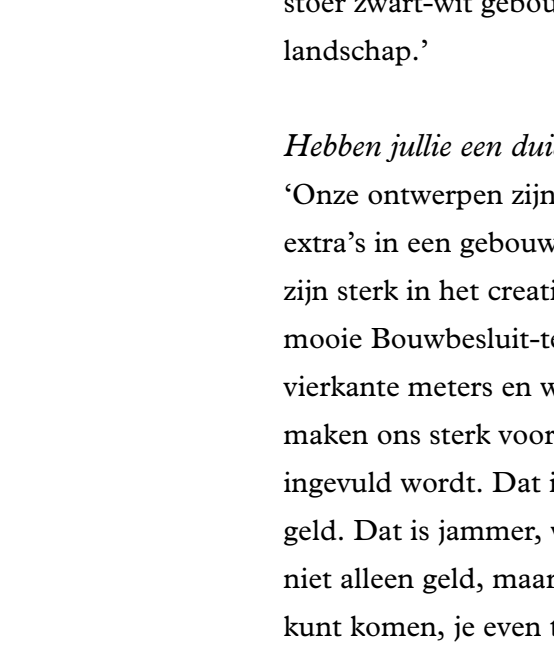 stoer zwart-wit gebou
landschap.’
Hebben jullie een dui
‘Onze ontwerpen zijn
extra’s in een gebouw
zijn sterk in het creati
mooie Bouwbesluit-te
vierkante meters en w
maken ons sterk voor
ingevuld wordt. Dat i
geld. Dat is jammer, v
niet alleen geld, maar
kunt komen, je even t